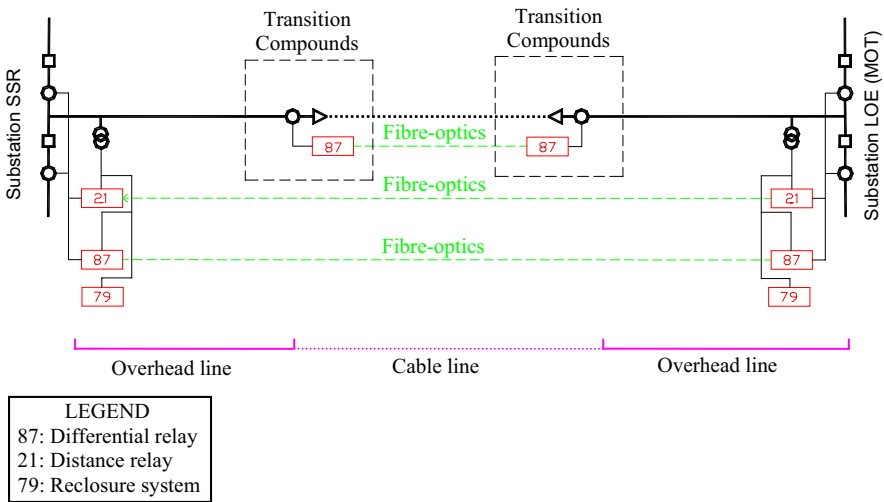 Transition
Compounds
Transition
Compounds
Substation SSR
Substation LOE (MOT)
Fibre-optics
87
87
Fibre-optics
21
21
Fibre-optics
87
87
79
79
Overhead line
Cable line
Overhead line
LEGEND
87: Differential relay
21: Distance relay
79: Reclosure system